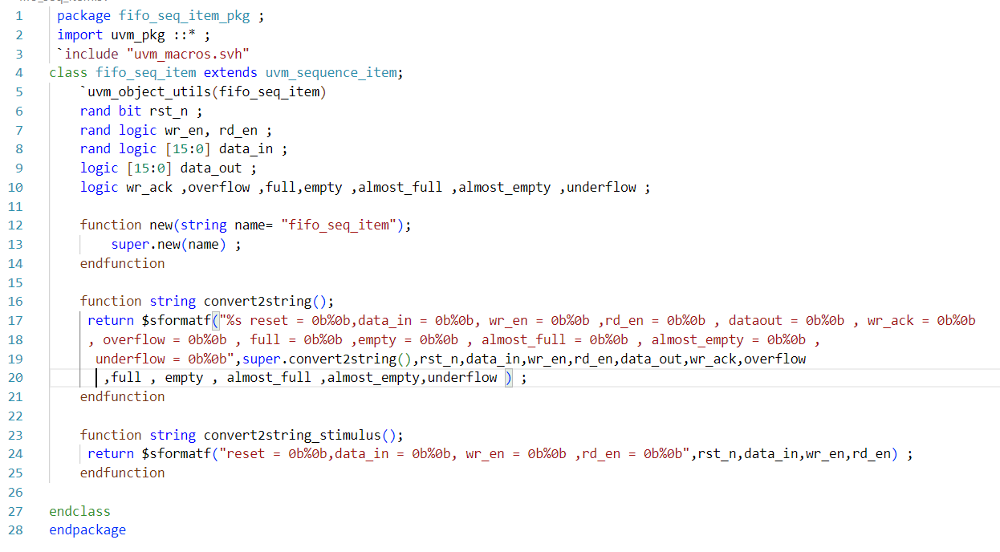 1 package fifo_seq_item_pkg ;
2 import uvm_pkg ::* ;
3 `include "uvm_macros.svh"
4 class fifo_seq_item extends uvm_sequence_item;
5 `uvm_object_utils(fifo_seq_item)
6 rand bit rst_n ;
7 rand logic wr_en, rd_en ;
8 rand logic [15:0] data_in ;
9 logic [15:0] data_out ;
10 logic wr_ack ,overflow ,full,empty ,almost_full ,almost_empty ,underflow ;
11
12 function new(string name= "fifo_seq_item");
13 super.new(name) ;
14 endfunction
15
16 function string convert2string();
17 return $sformatf("%s reset = 0b%0b,data_in = 0b%0b, wr_en = 0b%0b ,rd_en = 0b%0b , dataout = 0b%0b , wr_ack = 0b%0b
18 , overflow = 0b%0b , full = 0b%0b ,empty = 0b%0b , almost_full = 0b%0b , almost_empty = 0b%0b ,
19 underflow = 0b%0b",super.convert2string(),rst_n,data_in,wr_en,rd_en,data_out,wr_ack,overflow
20 ,full , empty , almost_full ,almost_empty,underflow ) ;
21 endfunction
22
23 function string convert2string_stimulus();
24 return $sformatf("reset = 0b%0b,data_in = 0b%0b, wr_en = 0b%0b ,rd_en = 0b%0b",rst_n,data_in,wr_en,rd_en) ;
25 endfunction
26
27 endclass
28 endpackage